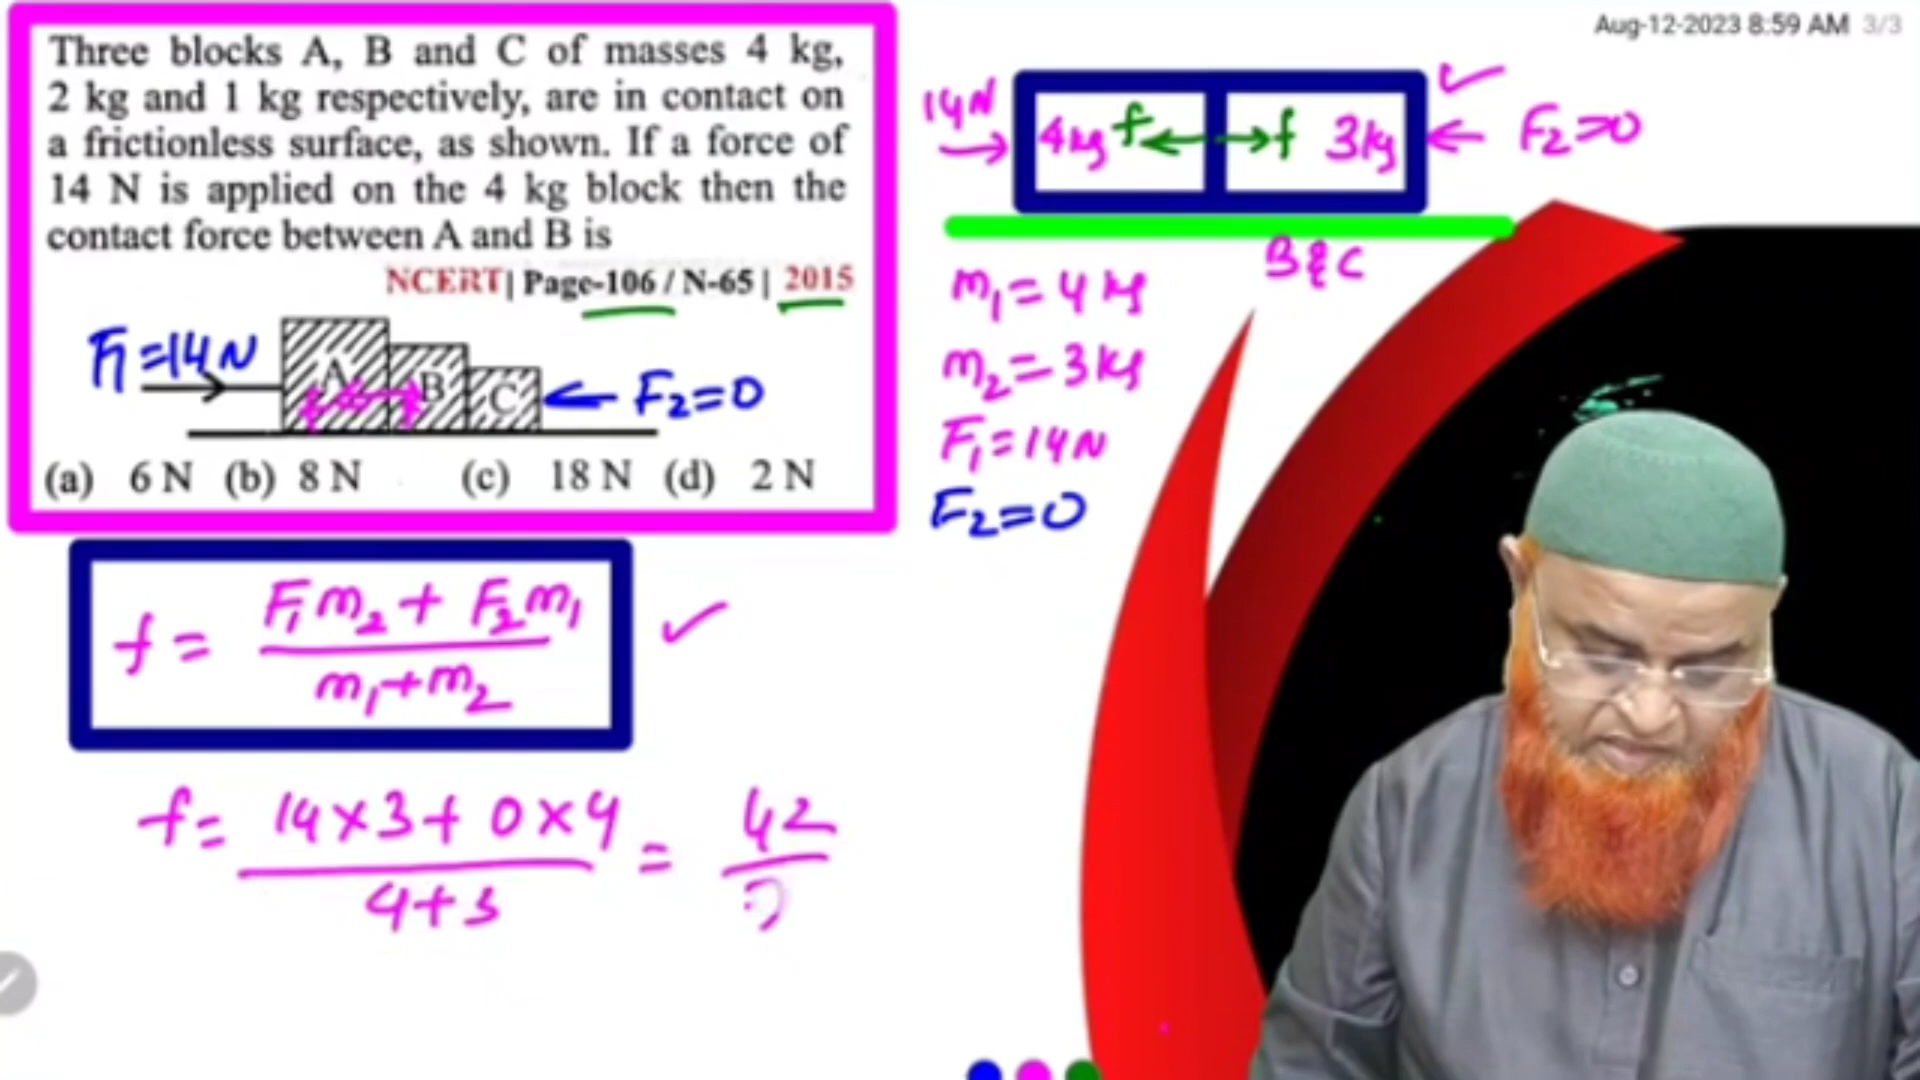 Aug-12-2023 8:59 AM 3/3
Three blocks A, B and C of masses 4 kg,
2 kg and 1 kg respectively, are in contact on
a frictionless surface, as shown. If a force of
14 N is applied on the 4 kg block then the
contact force between A and B is
NCERT | Page-106 / N-65 | 2015
F1=14N
A B C
F2=0
(a) 6 N (b) 8 N (c) 18 N (d) 2 N
f = (F1m2 + F2m1)/(m1+m2)
f = (14×3+0×4)/(4+3) = 42/
14N 4kg f f 3kg F2=0
B & C
m1=4kg
m2=3kg
F1=14N
F2=0